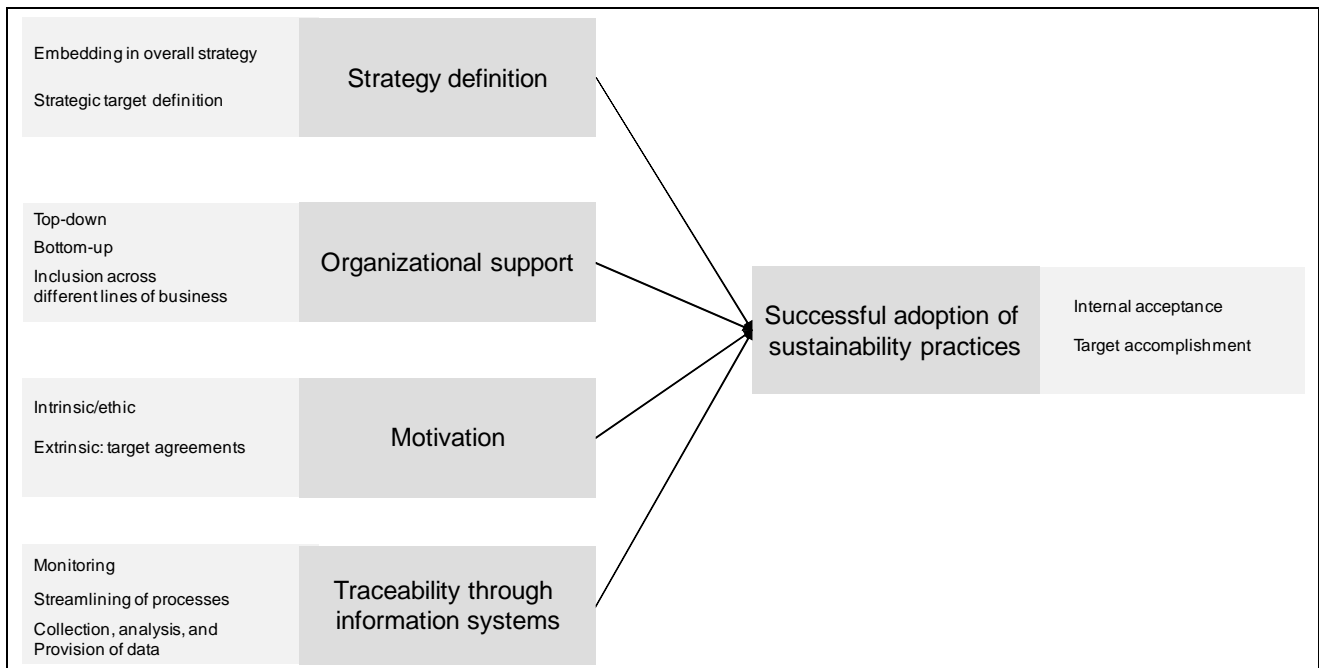 Embedding in overall strategy
Strategic target definition
Strategy definition
Top-down
Bottom-up
Inclusion across
different lines of business
Organizational support
Intrinsic/ethic
Extrinsic: target agreements
Motivation
Monitoring
Streamlining of processes
Collection, analysis, and
Provision of data
Traceability through
information systems
Successful adoption of
sustainability practices
Internal acceptance
Target accomplishment